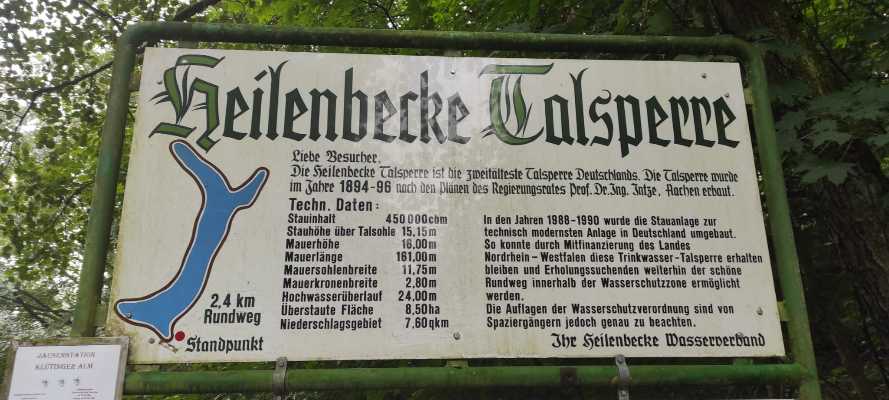 Heilenbecke Talsperre
Liebe Besucher,
Die Heilenbecke Talsperre ist die zweitälteste Talsperre Deutschlands. Die Talsperre wurde
im Jahre 1894-96 nach den Plänen des Regierungsrates Prof. Dr. Ing. Intze, Aachen erbaut.
Techn. Daten:
Stauinhalt 450 000 cbm
Stauhöhe über Talsohle 15,15 m
Mauerhöhe 16,00 m
Mauerlänge 161,00 m
Mauersohlenbreite 11,75 m
Mauerkronenbreite 2,80 m
Hochwasserüberlauf 24,00 m
Überstaute Fläche 8,50 ha
Niederschlagsgebiet 7,60 qkm
In den Jahren 1988-1990 wurde die Stauanlage zur
technisch modernsten Anlage in Deutschland umgebaut.
So konnte durch Mitfinanzierung des Landes
Nordrhein – Westfalen diese Trinkwasser-Talsperre erhalten
bleiben und Erholungssuchenden weiterhin der schöne
Rundweg innerhalb der Wasserschutzzone ermöglicht
werden.
Die Auflagen der Wasserschutzverordnung sind von
Spaziergängern jedoch genau zu beachten.
Ihr Heilenbecke Wasserverband
2,4 km
Rundweg
Standpunkt
JAUSENSTATION
KLÜTINGER ALM